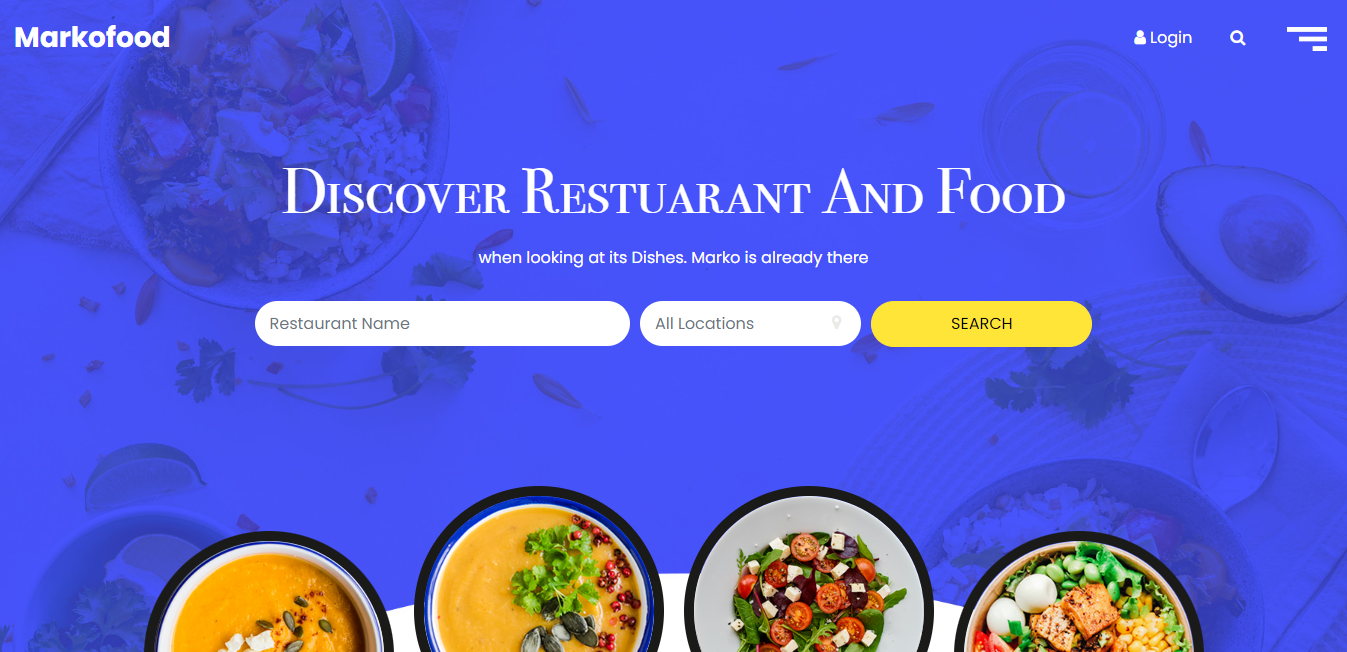 Markofood
Login
Discover Restuarant And Food
when looking at its Dishes. Marko is already there
Restaurant Name
All Locations
SEARCH